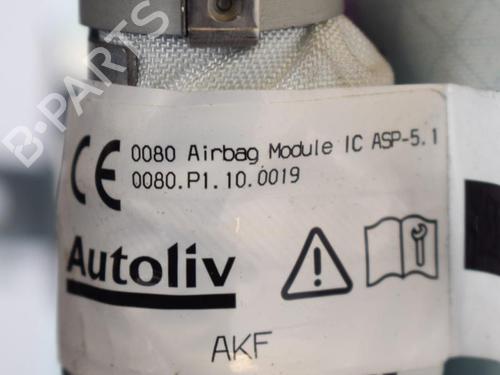 B-PARTS
0080 Airbag Module IC ASP-5.1
0080.P1.10.0019
CE
Autoliv
AKF